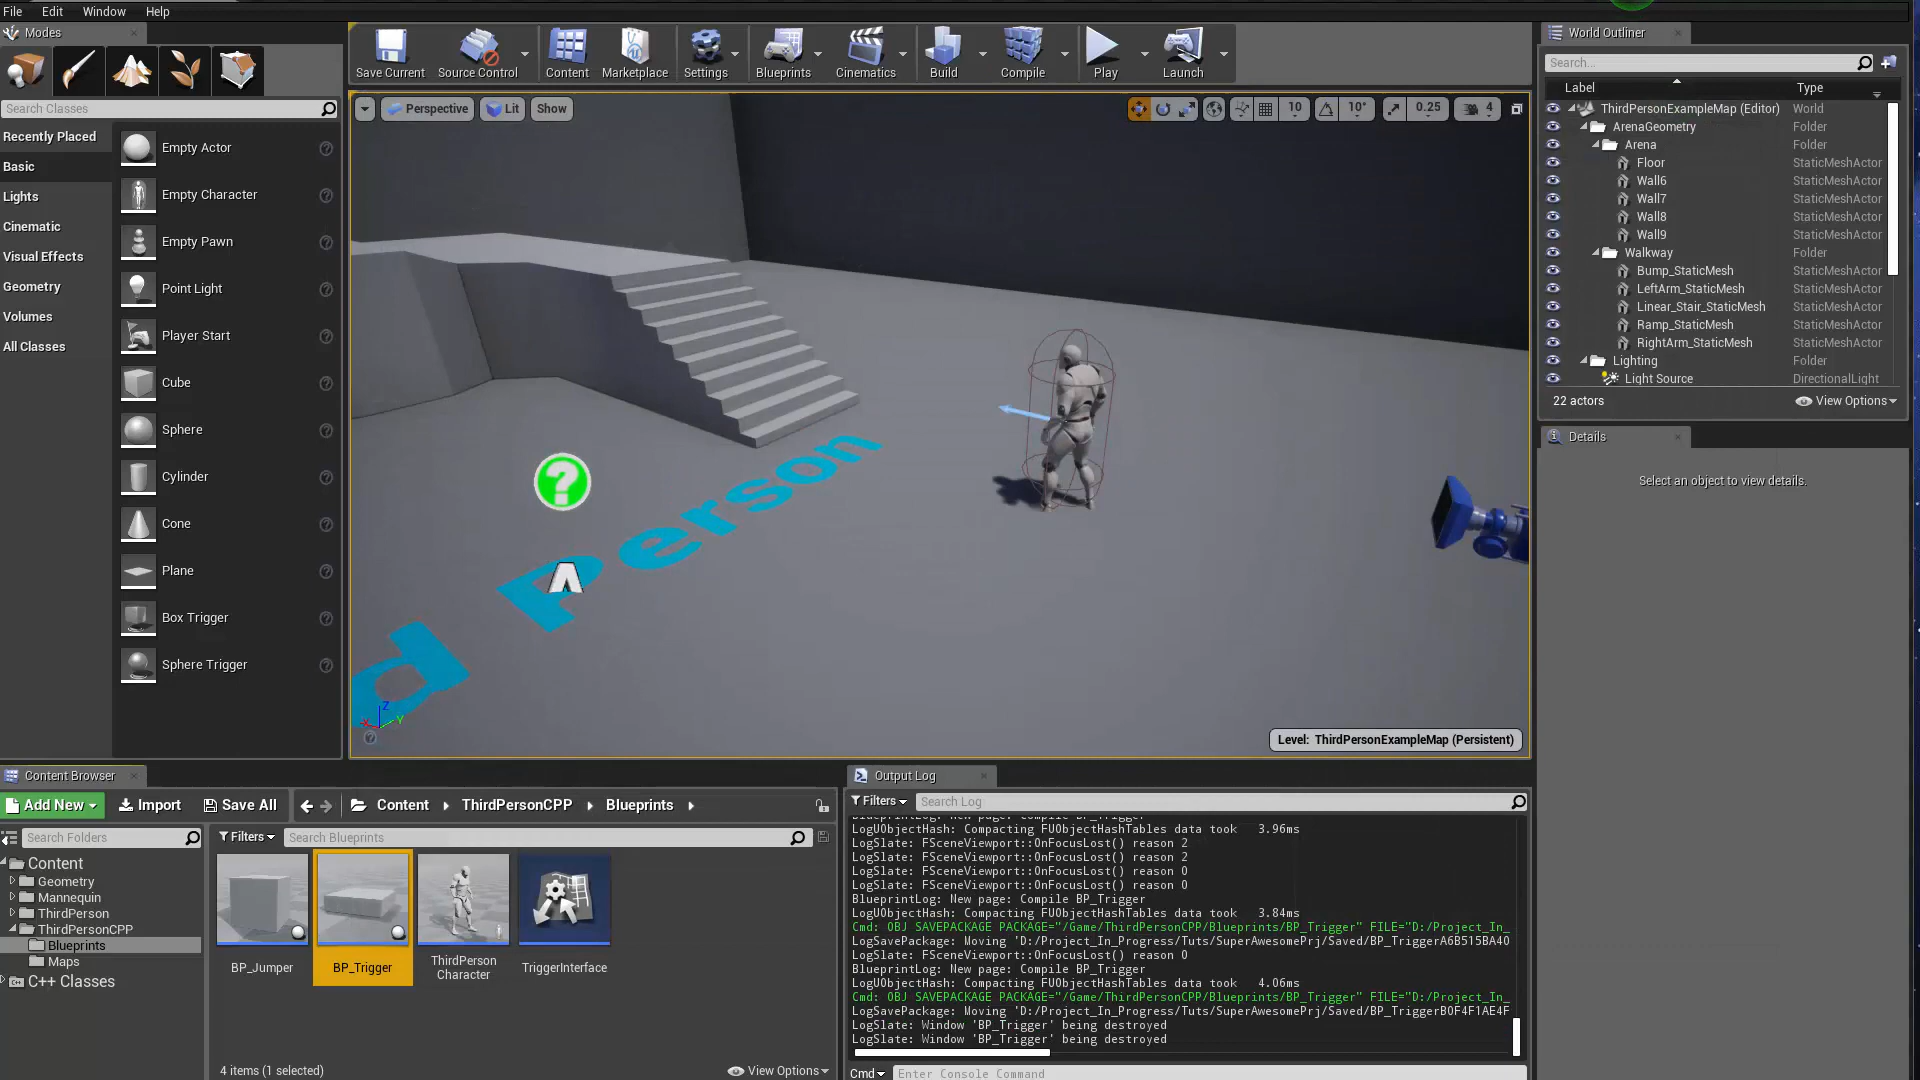 File Edit Window Help
Modes
Save Current
Source Control
Content
Marketplace
Settings
Blueprints
Cinematics
Build
Compile
Play
Launch
Search Classes
Recently Placed
Basic
Lights
Cinematic
Visual Effects
Geometry
Volumes
All Classes
Empty Actor
Empty Character
Empty Pawn
Point Light
Player Start
Cube
Sphere
Cylinder
Cone
Plane
Box Trigger
Sphere Trigger
Perspective Lit Show
10 10° 0.25 4
d Person
X Y Z
Level: ThirdPersonExampleMap (Persistent)
World Outliner
Search...
Label Type
ThirdPersonExampleMap (Editor) World
ArenaGeometry Folder
Arena Folder
Floor StaticMeshActor
Wall6 StaticMeshActor
Wall7 StaticMeshActor
Wall8 StaticMeshActor
Wall9 StaticMeshActor
Walkway Folder
Bump_StaticMesh StaticMeshActor
LeftArm_StaticMesh StaticMeshActor
Linear_Stair_StaticMesh StaticMeshActor
Ramp_StaticMesh StaticMeshActor
RightArm_StaticMesh StaticMeshActor
Lighting Folder
Light Source DirectionalLight
22 actors View Options
Details
Select an object to view details.
Content Browser
Add New Import Save All Content ThirdPersonCPP Blueprints
Search Folders
Filters Search Blueprints
Content
Geometry
Mannequin
ThirdPerson
ThirdPersonCPP
Blueprints
Maps
C++ Classes
BP_Jumper
BP_Trigger
ThirdPerson
Character
TriggerInterface
4 items (1 selected) View Options
Output Log
Filters Search Log
BlueprintLog: New page: Compile BP_Trigger
LogUObjectHash: Compacting FUObjectHashTables data took 3.96ms
LogSlate: FSceneViewport::OnFocusLost() reason 2
LogSlate: FSceneViewport::OnFocusLost() reason 2
LogSlate: FSceneViewport::OnFocusLost() reason 0
LogSlate: FSceneViewport::OnFocusLost() reason 0
BlueprintLog: New page: Compile BP_Trigger
LogUObjectHash: Compacting FUObjectHashTables data took 3.84ms
Cmd: OBJ SAVEPACKAGE PACKAGE="/Game/ThirdPersonCPP/Blueprints/BP_Trigger" FILE="D:/Project_In_
LogSavePackage: Moving 'D:/Project_In_Progress/Tuts/SuperAwesomePrj/Saved/BP_TriggerA6B515BA40
LogSlate: FSceneViewport::OnFocusLost() reason 0
BlueprintLog: New page: Compile BP_Trigger
LogUObjectHash: Compacting FUObjectHashTables data took 4.06ms
Cmd: OBJ SAVEPACKAGE PACKAGE="/Game/ThirdPersonCPP/Blueprints/BP_Trigger" FILE="D:/Project_In_
LogSavePackage: Moving 'D:/Project_In_Progress/Tuts/SuperAwesomePrj/Saved/BP_TriggerB0F4F1AE4F
LogSlate: Window 'BP_Trigger' being destroyed
LogSlate: Window 'BP_Trigger' being destroyed
Cmd Enter Console Command